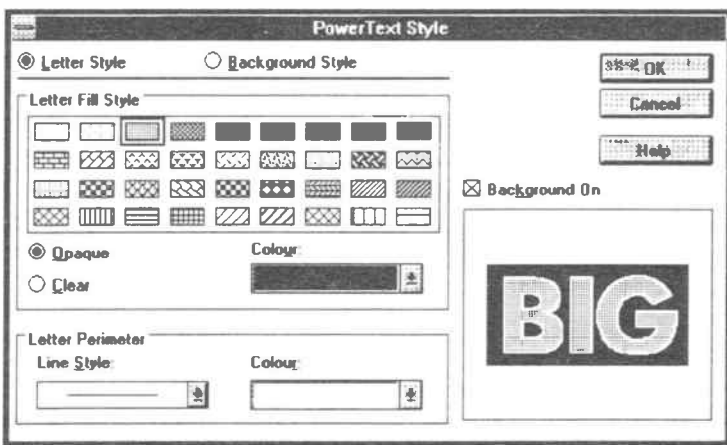 PowerText Style
Letter Style
Background Style
OK
Cancel
Help
Letter Fill Style
Background On
Opaque
Clear
Colour:
BIG
Letter Perimeter
Line Style:
Colour: